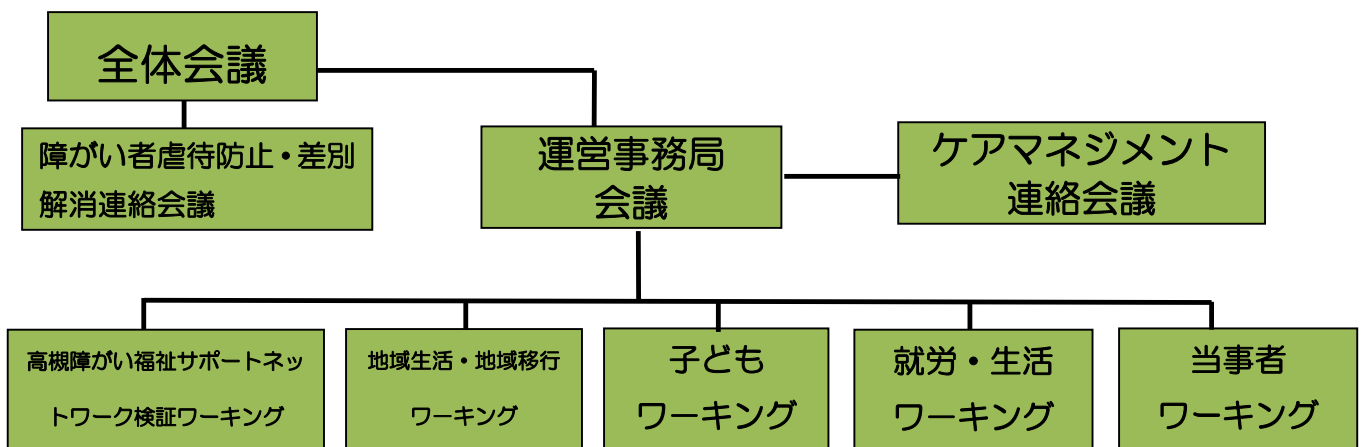 全体会議
障がい者虐待防止・差別
解消連絡会議
運営事務局
会議
ケアマネジメント
連絡会議
高槻障がい福祉サポートネッ
トワーク検証ワーキング
地域生活・地域移行
ワーキング
子ども
ワーキング
就労・生活
ワーキング
当事者
ワーキング